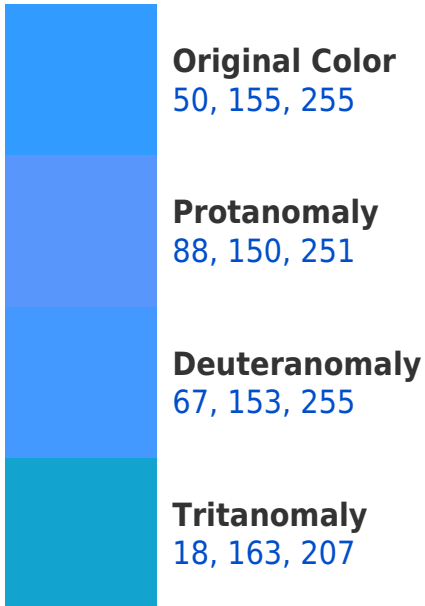 Original Color
50, 155, 255
Protanomaly
88, 150, 251
Deuteranomaly
67, 153, 255
Tritanomaly
18, 163, 207